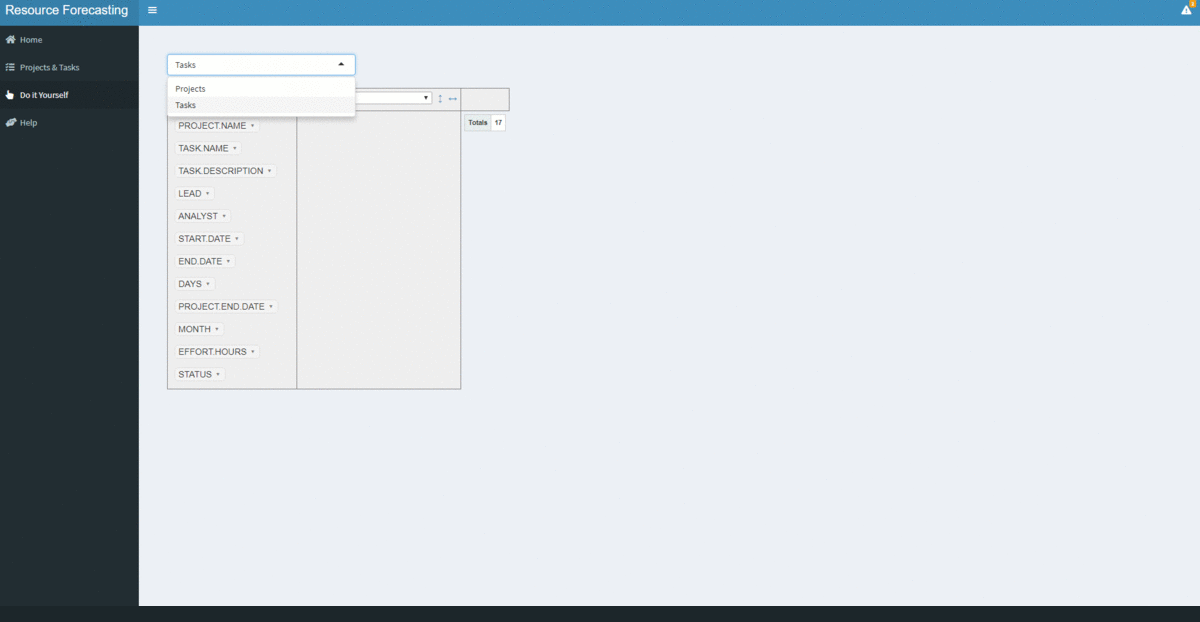 Resource Forecasting
Home
Projects & Tasks
Do it Yourself
Help
Tasks
Projects
Tasks
Totals 17
PROJECT.NAME
TASK.NAME
TASK.DESCRIPTION
LEAD
ANALYST
START.DATE
END.DATE
DAYS
PROJECT.END.DATE
MONTH
EFFORT.HOURS
STATUS